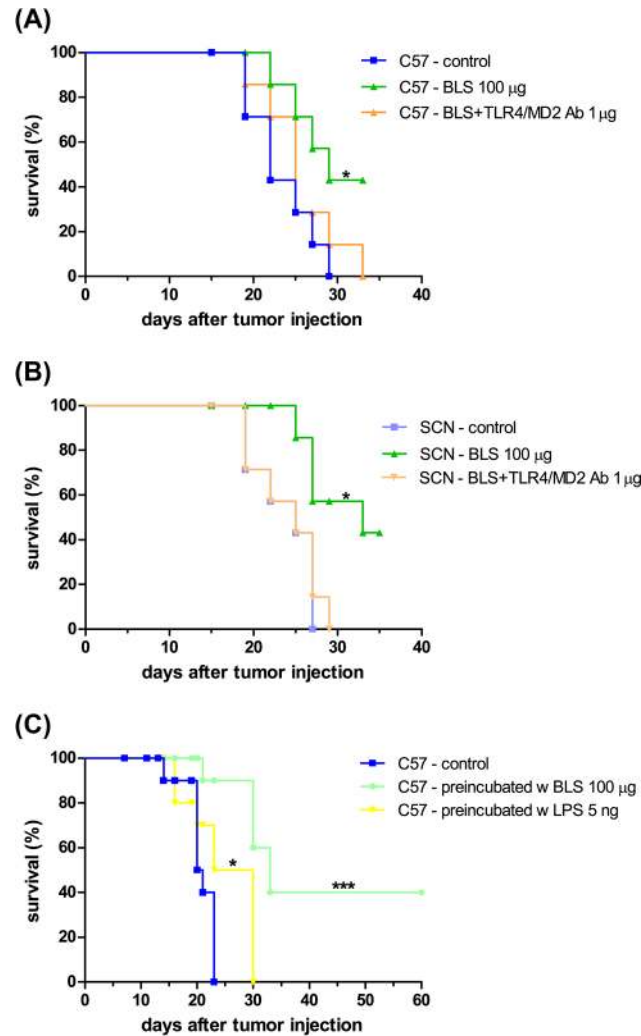 (A)
100
80
60
40
20
0
survival (%)
0 10 20 30 40
days after tumor injection
C57 - control
C57 - BLS 100 µg
C57 - BLS+TLR4/MD2 Ab 1µg
*
(B)
100
80
60
40
20
0
survival (%)
0 10 20 30 40
days after tumor injection
SCN - control
SCN - BLS 100 µg
SCN - BLS+TLR4/MD2 Ab 1µg
*
(C)
100
80
60
40
20
0
survival (%)
0 10 20 30 40 50 60
days after tumor injection
C57 - control
C57 - preincubated w BLS 100 µg
C57 - preincubated w LPS 5 ng
*
***